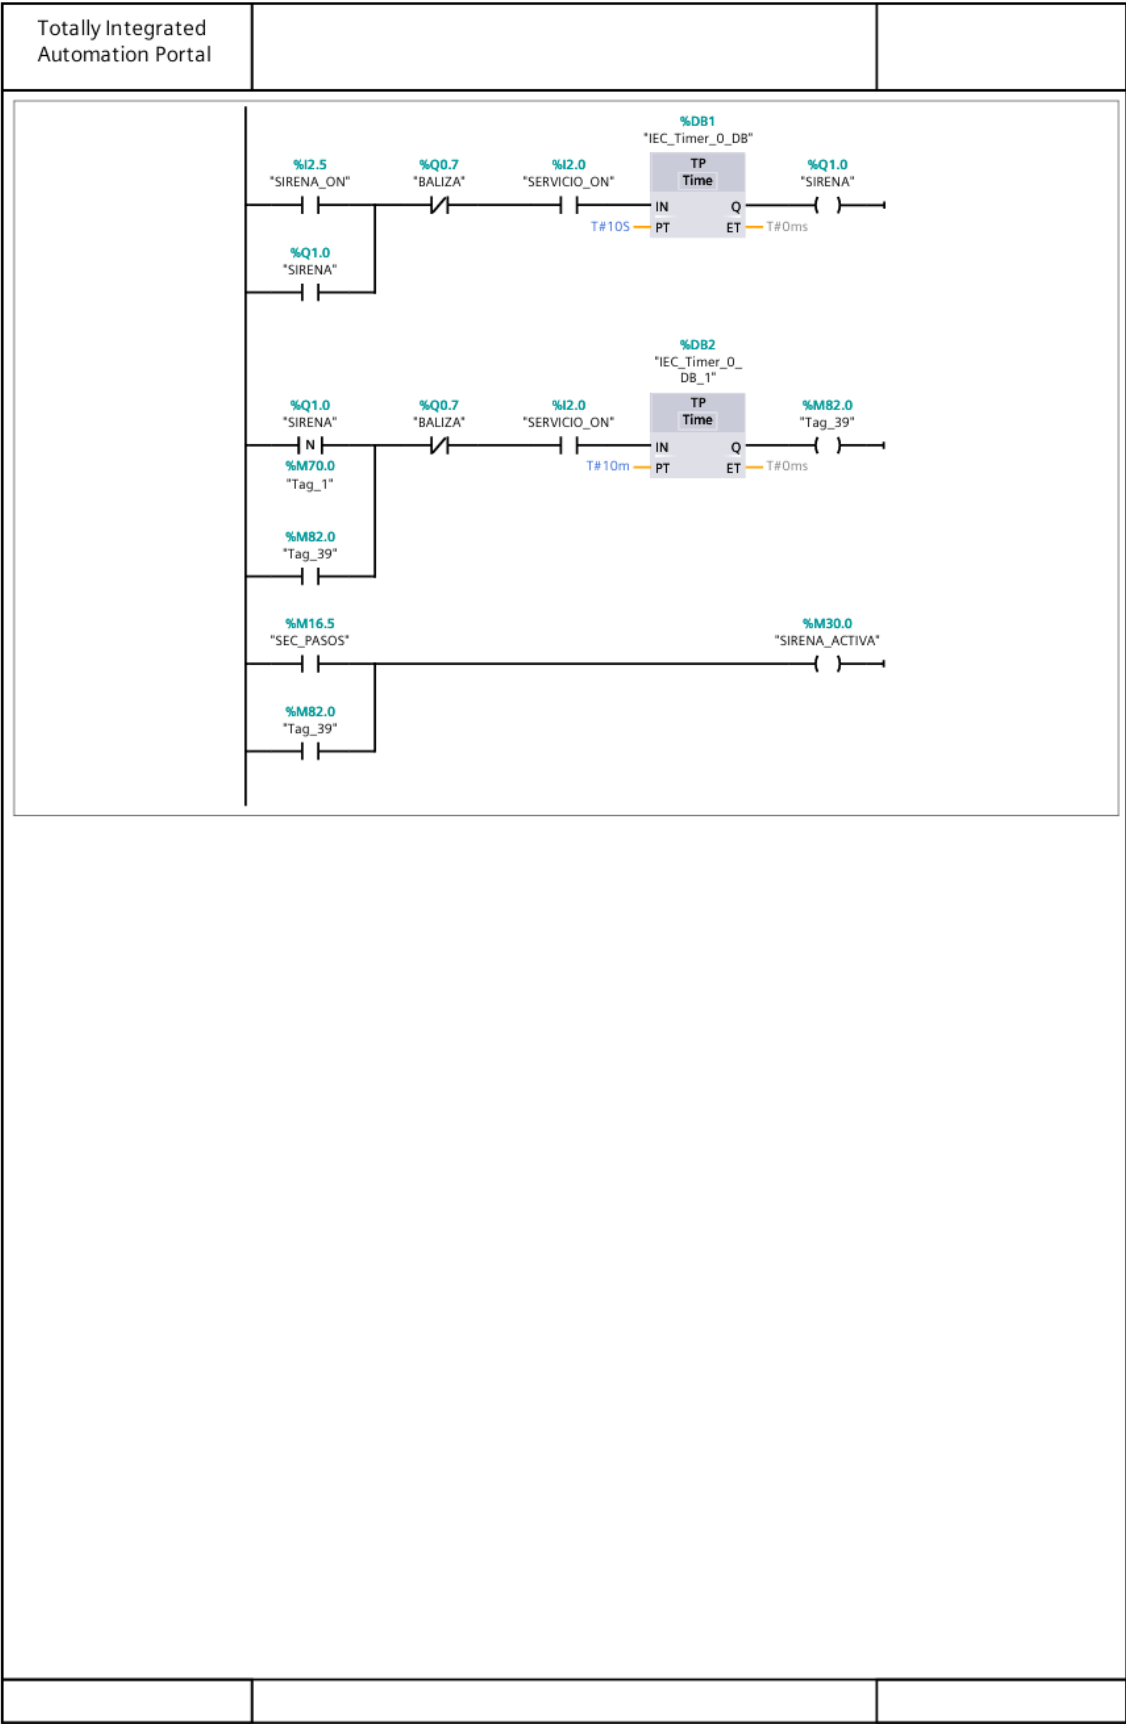 Totally Integrated
Automation Portal
%DB1
"IEC_Timer_0_DB"
%I2.5
%Q0.7
%I2.0
TP
%Q1.0
"SIRENA_ON"
"BALIZA"
"SERVICIO_ON"
Time
"SIRENA"
IN
Q
T#10S
PT
ET
T#0ms
%Q1.0
"SIRENA"
%DB2
"IEC_Timer_0_
DB_1"
%Q1.0
%Q0.7
%I2.0
TP
%M82.0
"SIRENA"
"BALIZA"
"SERVICIO_ON"
Time
"Tag_39"
N
IN
Q
%M70.0
T#10m
PT
ET
T#0ms
"Tag_1"
%M82.0
"Tag_39"
%M16.5
%M30.0
"SEC_PASOS"
"SIRENA_ACTIVA"
%M82.0
"Tag_39"